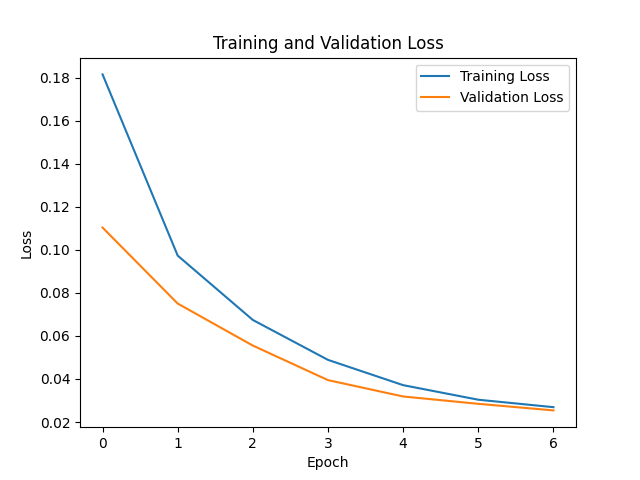 Training and Validation Loss
Training Loss
Validation Loss
0.18
0.16
0.14
0.12
0.10
0.08
0.06
0.04
0.02
Loss
0 1 2 3 4 5 6
Epoch